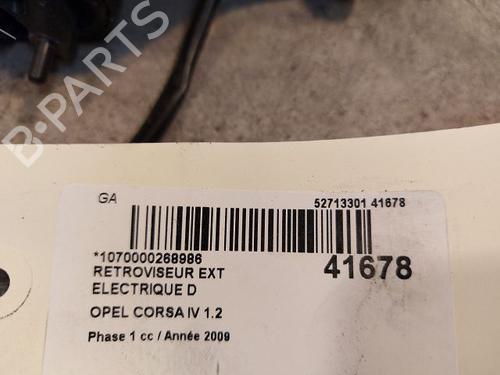 B-PARTS
GA
52713301 41678
*1070000268986
RETROVISEUR EXT
41678
ELECTRIQUE D
OPEL CORSA IV 1.2
Phase 1 cc / Année 2009